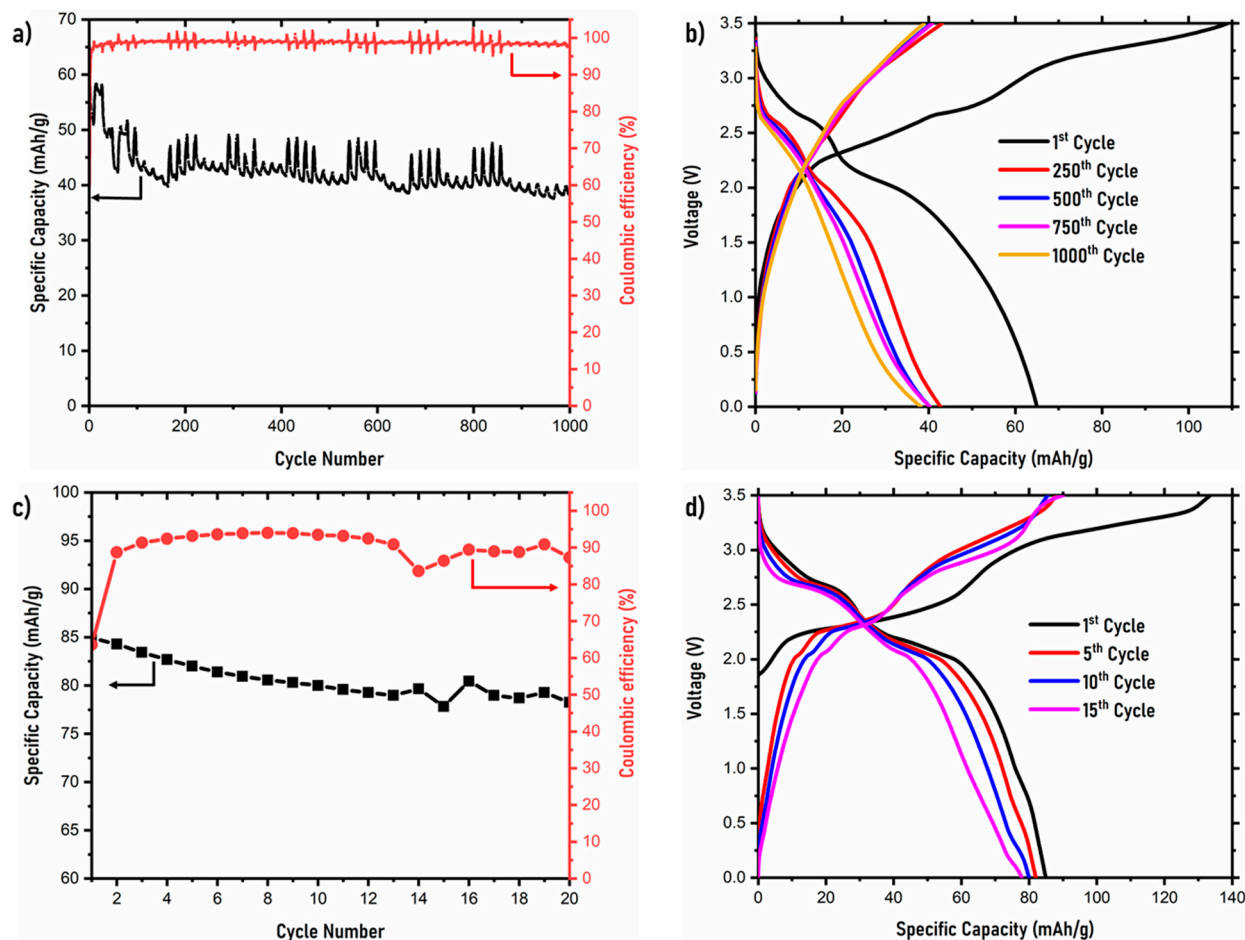 a)
70
60
50
40
30
20
10
0
Specific Capacity (mAh/g)
0 200 400 600 800 1000
Cycle Number
100
90
80
70
60
50
40
30
20
10
0
Coulombic efficiency (%)
b)
3.5
3.0
2.5
2.0
1.5
1.0
0.5
0.0
Voltage (V)
1st Cycle
250th Cycle
500th Cycle
750th Cycle
1000th Cycle
0 20 40 60 80 100
Specific Capacity (mAh/g)
c)
100
95
90
85
80
75
70
65
60
Specific Capacity (mAh/g)
2 4 6 8 10 12 14 16 18 20
Cycle Number
100
90
80
70
60
50
40
30
20
10
0
Coulombic efficiency (%)
d)
3.5
3.0
2.5
2.0
1.5
1.0
0.5
0.0
Voltage (V)
1st Cycle
5th Cycle
10th Cycle
15th Cycle
0 20 40 60 80 100 120 140
Specific Capacity (mAh/g)